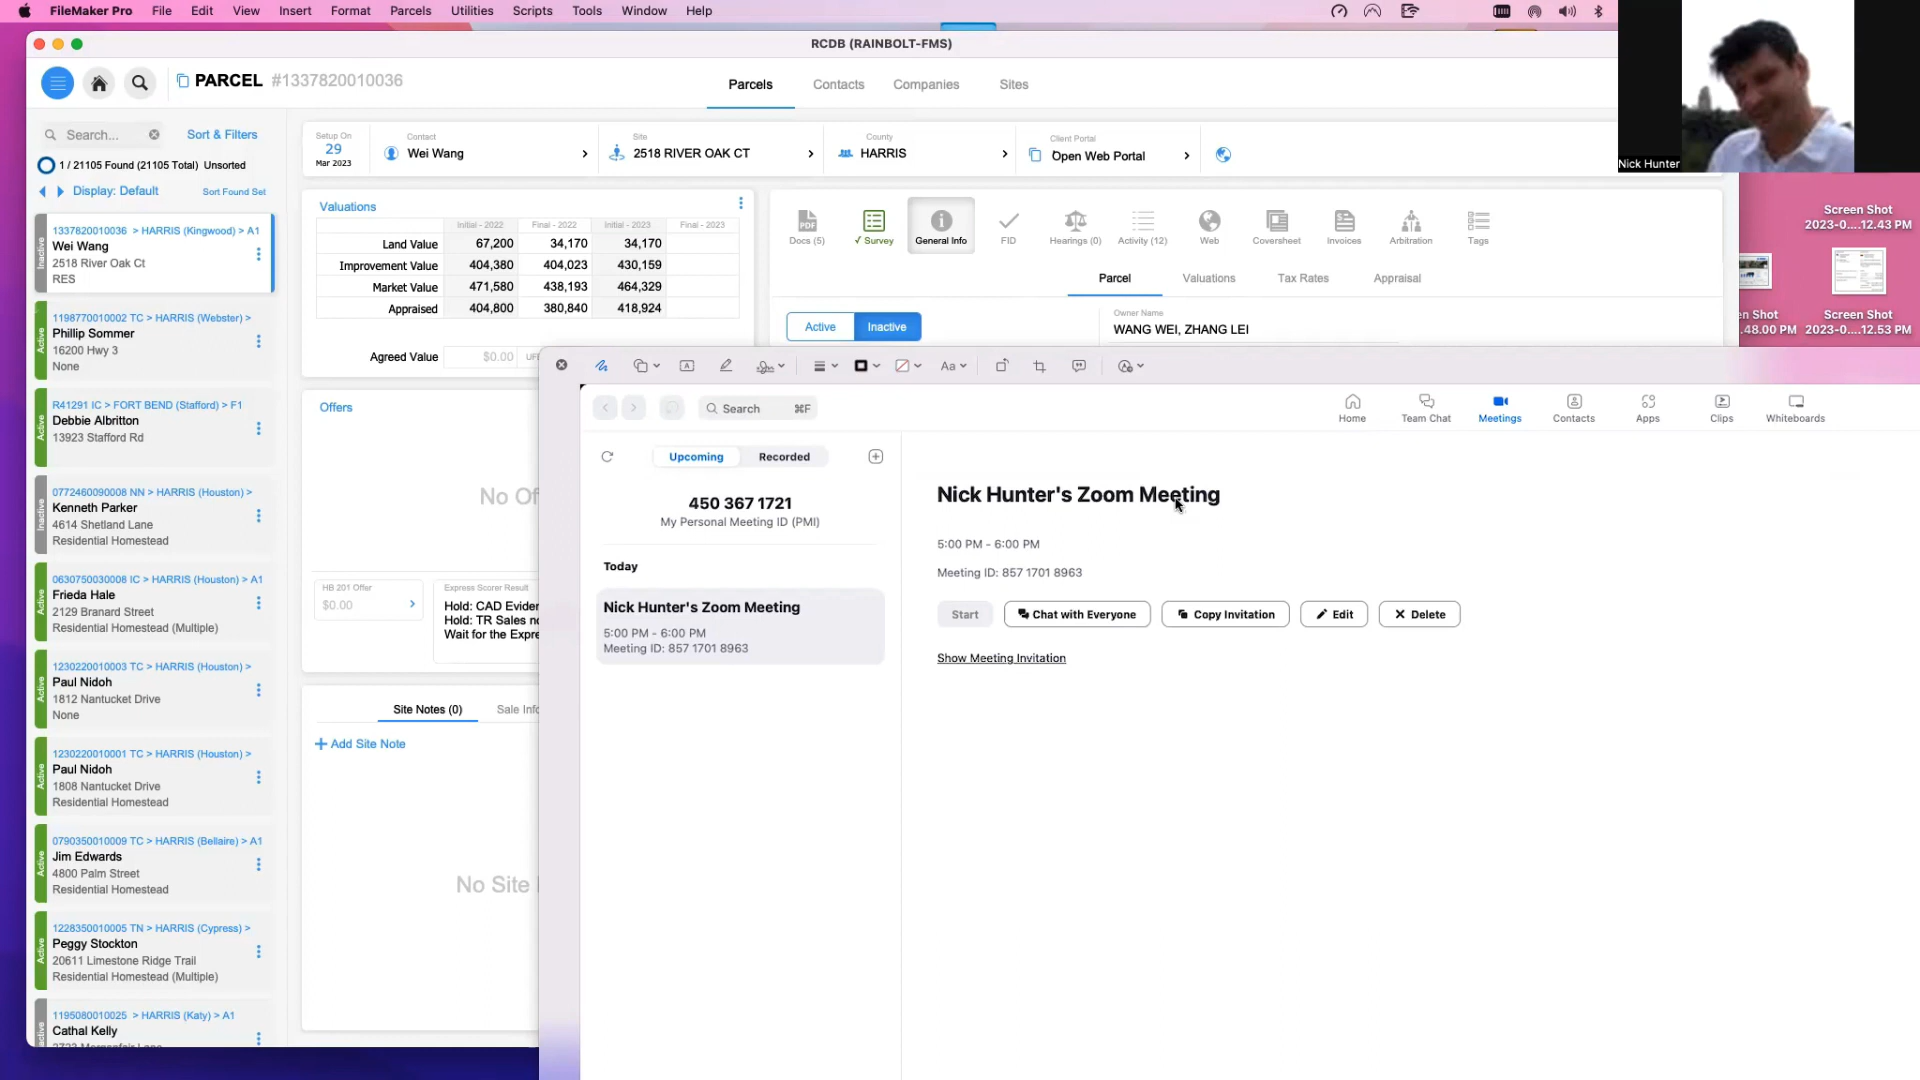 FileMaker Pro File Edit View Insert Format Parcels Utilities Scripts Tools Window Help
RCDB (RAINBOLT-FMS)
PARCEL #1337820010036
Parcels Contacts Companies Sites
Search...
Sort & Filters
1 / 21105 Found (21105 Total) Unsorted
Display: Default
Sort Found Set
Inactive
1337820010036 > HARRIS (Kingwood) > A1
Wei Wang
2518 River Oak Ct
RES
Active
1198770010002 TC > HARRIS (Webster) >
Phillip Sommer
16200 Hwy 3
None
Active
R41291 IC > FORT BEND (Stafford) > F1
Debbie Albritton
13923 Stafford Rd
Inactive
0772460090008 NN > HARRIS (Houston) >
Kenneth Parker
4614 Shetland Lane
Residential Homestead
Active
0630750030008 IC > HARRIS (Houston) > A1
Frieda Hale
2129 Branard Street
Residential Homestead (Multiple)
Active
1230220010003 TC > HARRIS (Houston) >
Paul Nidoh
1812 Nantucket Drive
None
Active
1230220010001 TC > HARRIS (Houston) >
Paul Nidoh
1808 Nantucket Drive
Residential Homestead
Active
0790350010009 TC > HARRIS (Bellaire) > A1
Jim Edwards
4800 Palm Street
Residential Homestead
Active
1228350010005 TN > HARRIS (Cypress) >
Peggy Stockton
20611 Limestone Ridge Trail
Residential Homestead (Multiple)
1195080010025 > HARRIS (Katy) > A1
Cathal Kelly
Setup On
29
Mar 2023
Contact
Wei Wang
Site
2518 RIVER OAK CT
County
HARRIS
Client Portal
Open Web Portal
Valuations
Initial - 2022 Final - 2022 Initial - 2023 Final - 2023
Land Value 67,200 34,170 34,170
Improvement Value 404,380 404,023 430,159
Market Value 471,580 438,193 464,329
Appraised 404,800 380,840 418,924
Agreed Value $0.00
Offers
No Of
HB 201 Offer
$0.00
Express Scorer Result
Hold: CAD Eviden
Hold: TR Sales no
Wait for the Expre
Site Notes (0) Sale Info
Add Site Note
No Site
Docs (5) ✓ Survey General Info FID Hearings (0) Activity (12) Web Coversheet Invoices Arbitration Tags
Parcel Valuations Tax Rates Appraisal
Active Inactive
Owner Name
WANG WEI, ZHANG LEI
Aa
Search ⌘F
Home Team Chat Meetings Contacts Apps Clips Whiteboards
Upcoming Recorded
450 367 1721
My Personal Meeting ID (PMI)
Today
Nick Hunter's Zoom Meeting
5:00 PM - 6:00 PM
Meeting ID: 857 1701 8963
Nick Hunter's Zoom Meeting
5:00 PM - 6:00 PM
Meeting ID: 857 1701 8963
Start Chat with Everyone Copy Invitation Edit Delete
Show Meeting Invitation
Nick Hunter
Screen Shot
2023-0....12.43 PM
en Shot
.48.00 PM
Screen Shot
2023-0....12.53 PM